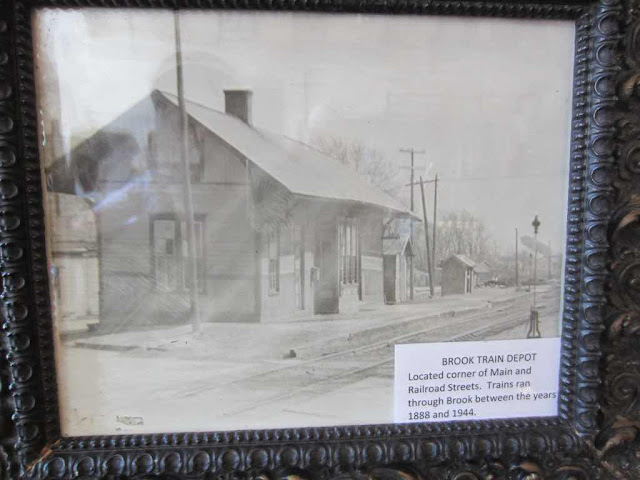 BROOK TRAIN DEPOT
Located corner of Main and
Railroad Streets.  Trains ran
through Brook between the years
1888 and 1944.